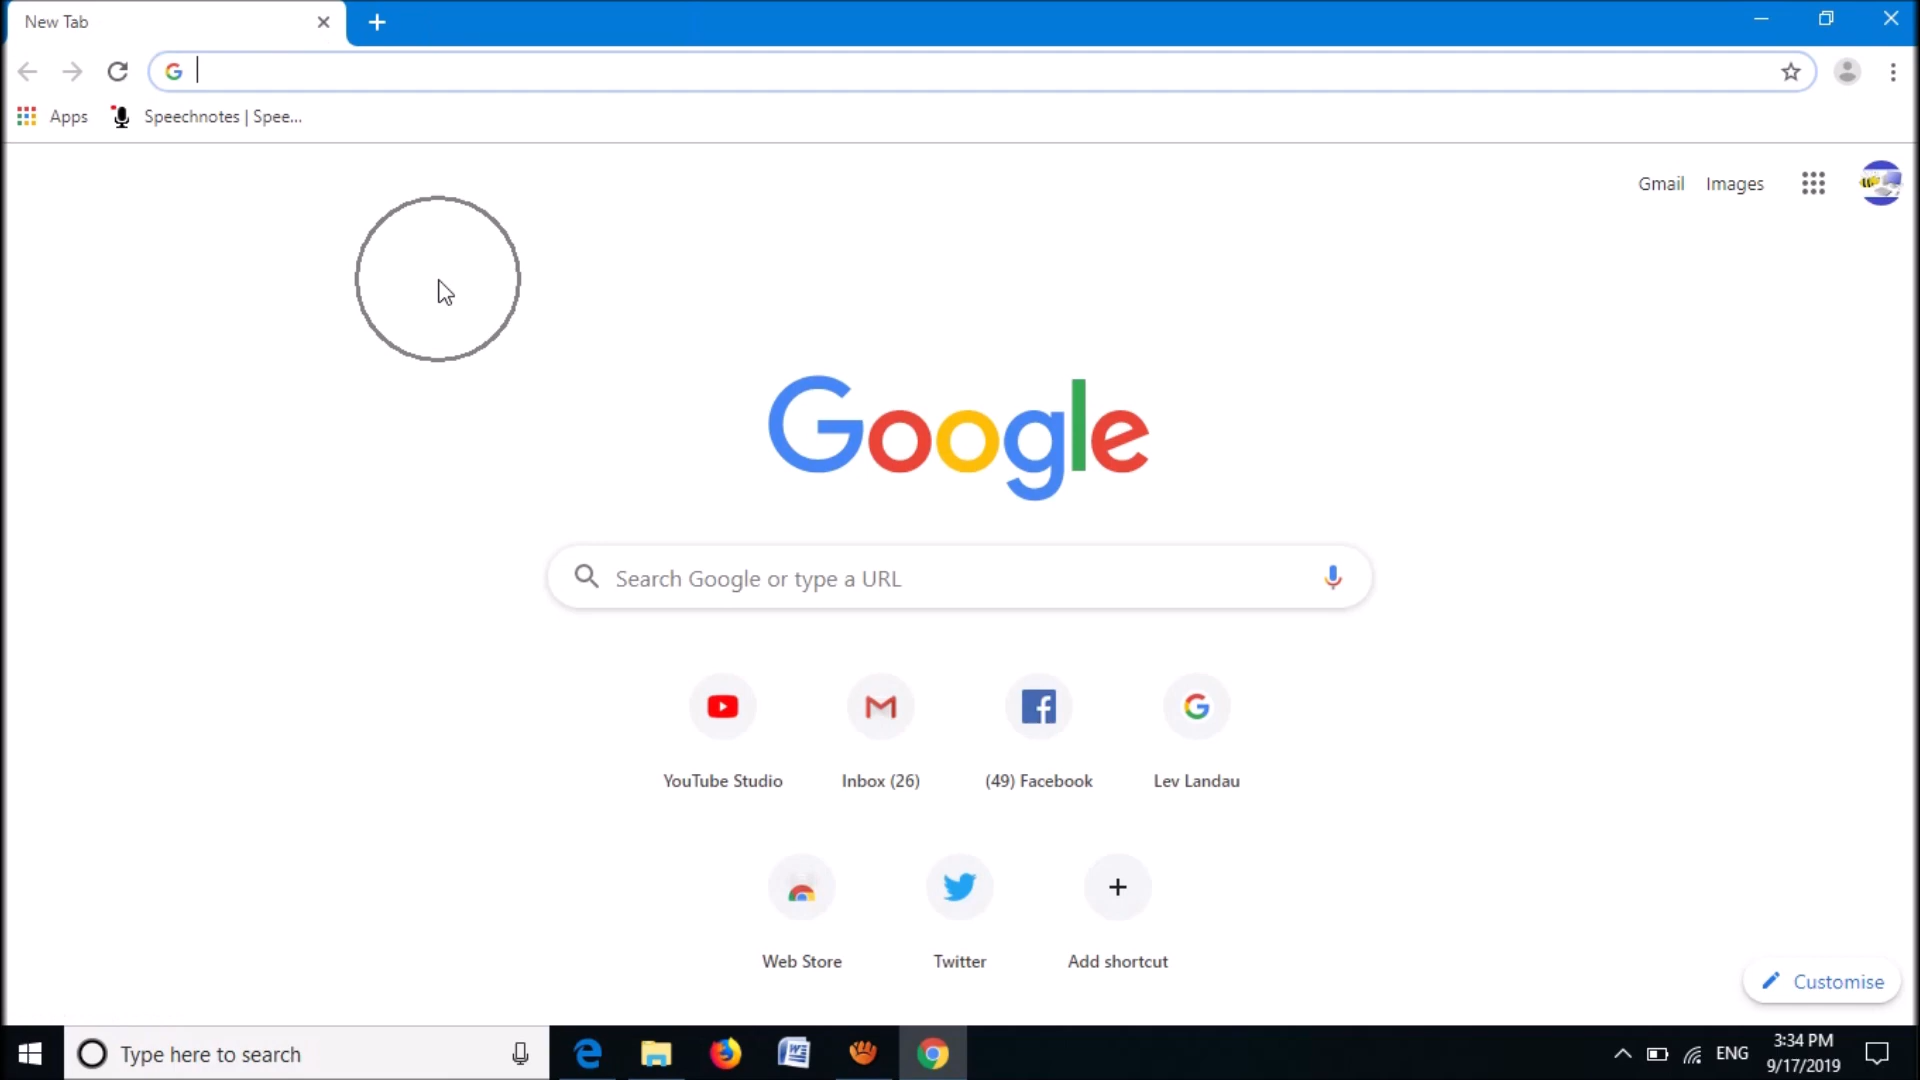 New Tab
Apps
Speechnotes | Spee...
Gmail
Images
Google
Search Google or type a URL
YouTube Studio
Inbox (26)
(49) Facebook
Lev Landau
Web Store
Twitter
Add shortcut
Customise
Type here to search
ENG
3:34 PM
9/17/2019